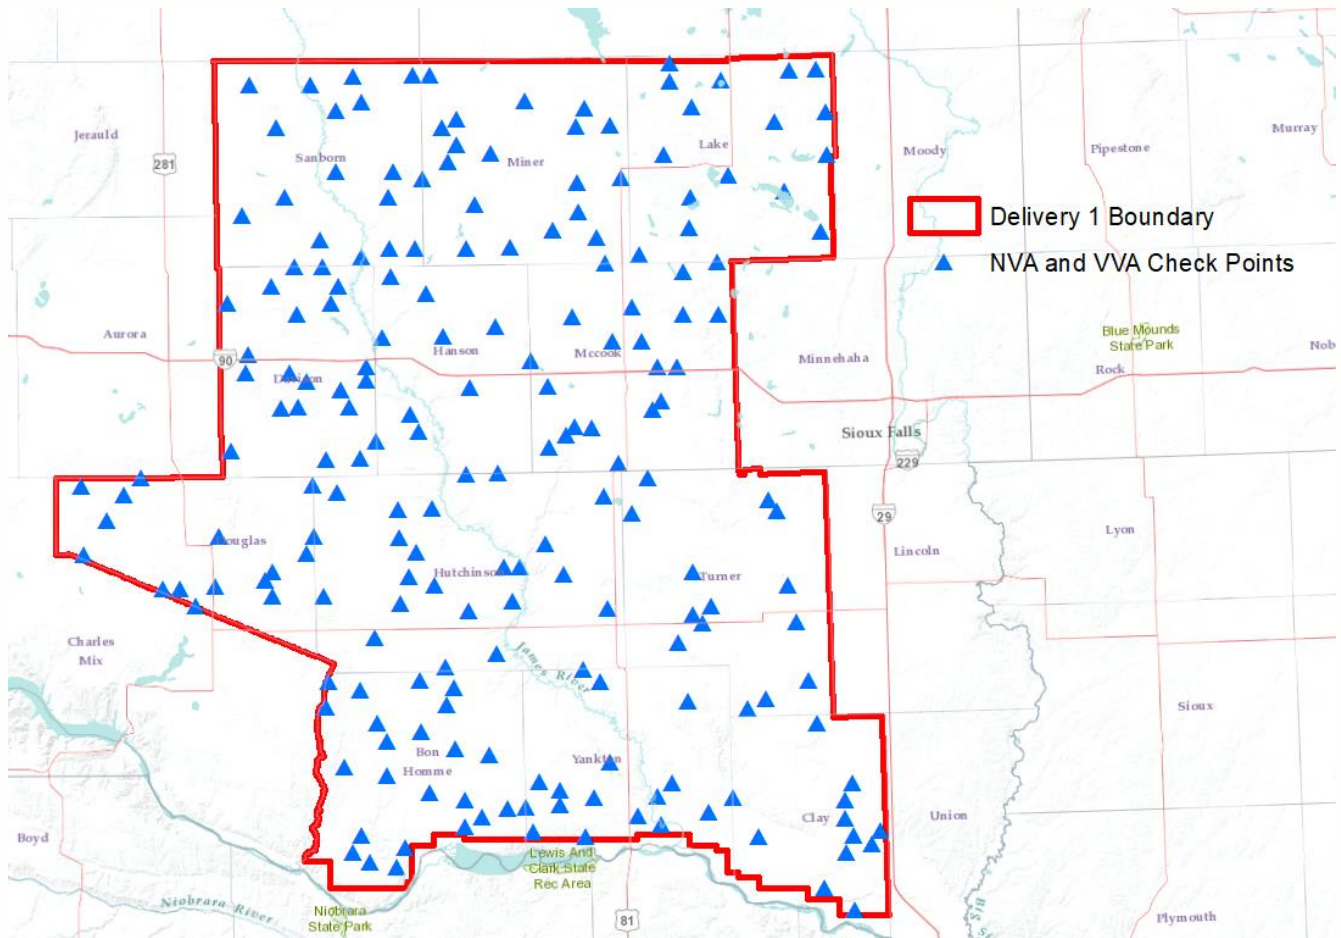 Jerauld
281
Sanborn
Miner
Lake
Moody
Pipestone
Murray
Delivery 1 Boundary
NVA and VVA Check Points
Aurora
90
Hanson
Mccook
Minnehaha
Blue Mounds
State Park
Nob
Rock
Davison
Sioux Falls
229
29
Lyon
Douglas
Lincoln
Hutchinson
Turner
Charles
Mix
James River
Sioux
Bon
Homme
Yankton
Clay
Union
Boyd
Lewis And
Clark State
Rec Area
Niobrara River
Niobrara
State Park
81
Big S
Plymouth